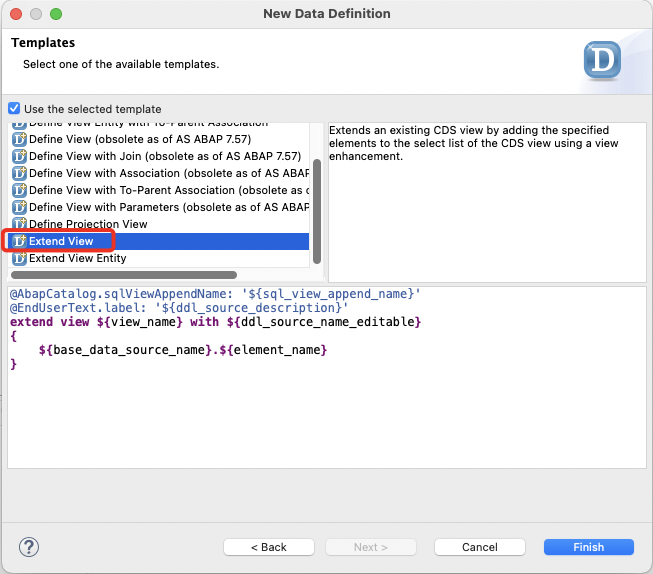 New Data Definition
Templates
Select one of the available templates.
D
Use the selected template
Define View Entity with To-Parent Association
Define View (obsolete as of AS ABAP 7.57)
Define View with Join (obsolete as of AS ABAP 7.57)
Define View with Association (obsolete as of AS ABAP
Define View with To-Parent Association (obsolete as o
Define View with Parameters (obsolete as of AS ABAP
Define Projection View
Extend View
Extend View Entity
Extends an existing CDS view by adding the specified
elements to the select list of the CDS view using a view
enhancement.
@AbapCatalog.sqlViewAppendName: '${sql_view_append_name}'
@EndUserText.label: '${ddl_source_description}'
extend view ${view_name} with ${ddl_source_name_editable}
{
    ${base_data_source_name}.${element_name}
}
?
< Back
Next >
Cancel
Finish